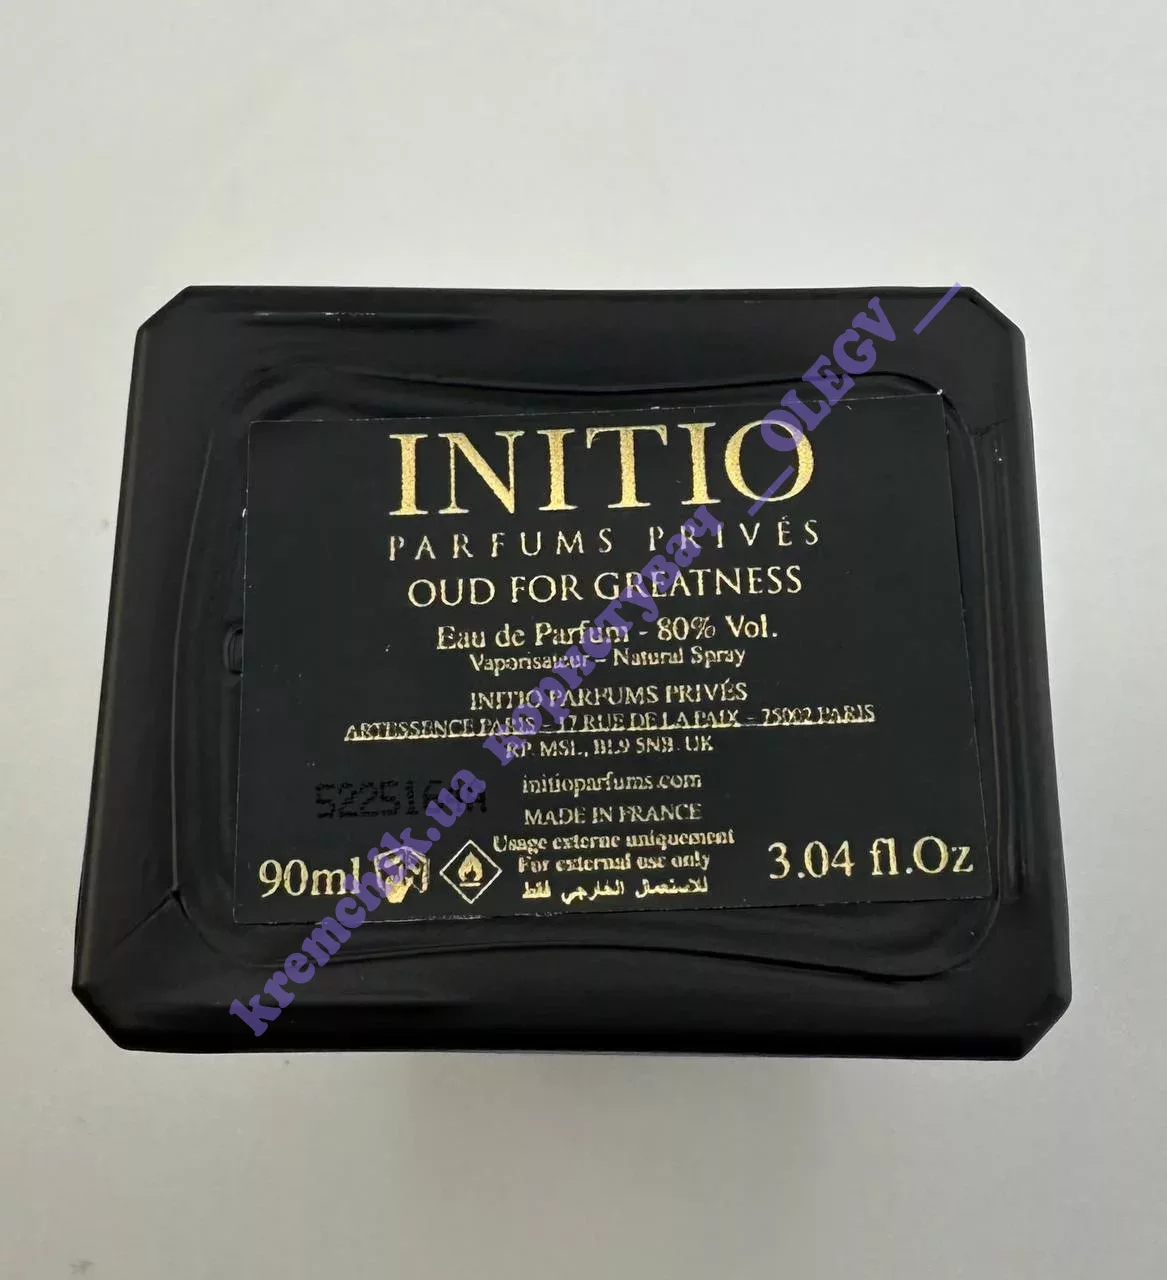 INITIO
PARFUMS PRIVÉS
OUD FOR GREATNESS
Eau de Parfum - 80% Vol.
Vaporisateur - Natural Spray
INITIO PARFUMS PRIVÉS
ARTESSENCE PARIS - 17 RUE DE LA PAIX - 75002 PARIS
RP. MSL, BL9 5NB. UK
initioparfums.com
MADE IN FRANCE
Usage externe uniquement
For external use only
للاستعمال الخارجي فقط
90ml
3.04 fl.Oz
kremchik.ua користувач __OLEGV__